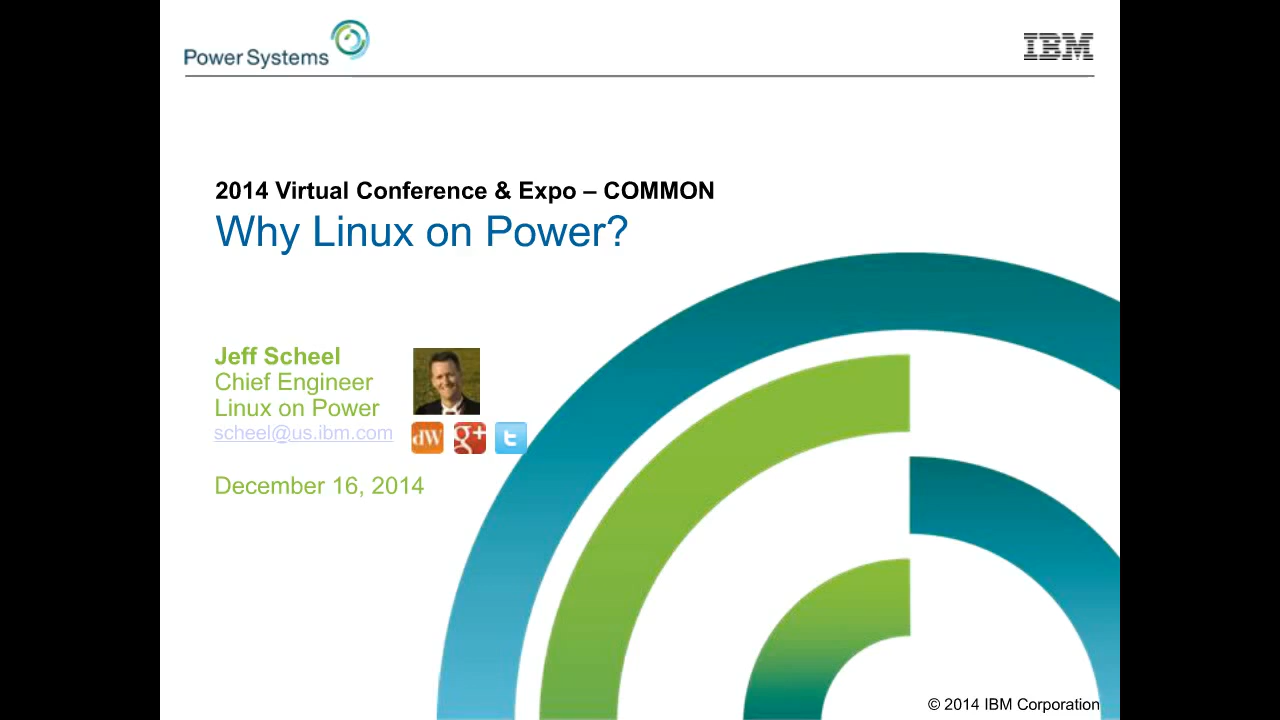 Power Systems
IBM
2014 Virtual Conference & Expo – COMMON
Why Linux on Power?
Jeff Scheel
Chief Engineer
Linux on Power
scheel@us.ibm.com
dW g+ t
December 16, 2014
© 2014 IBM Corporation